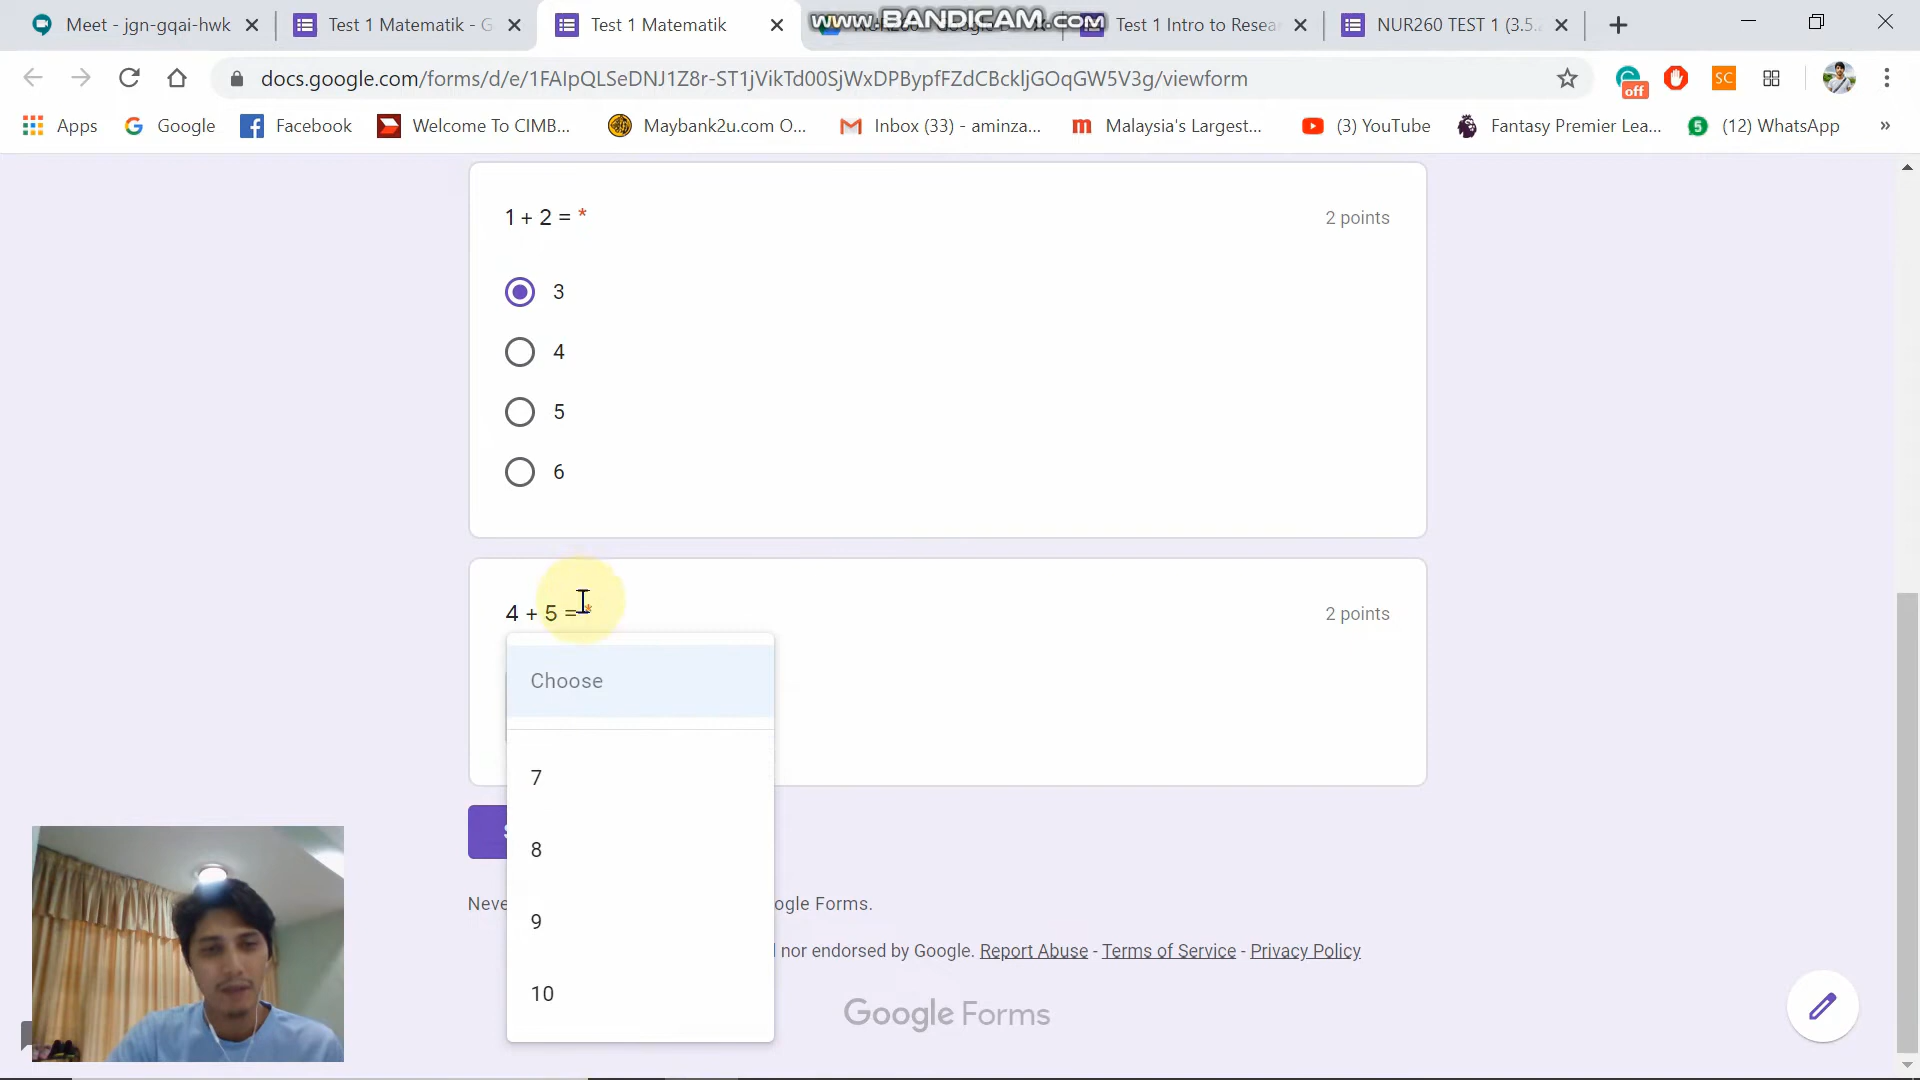 Meet - jgn-gqai-hwk
Test 1 Matematik - G
Test 1 Matematik
www.BANDICAM.com
Test 1 Intro to Resear
NUR260 TEST 1 (3.5.2
docs.google.com/forms/d/e/1FAIpQLSeDNJ1Z8r-ST1jVikTd00SjWxDPBypfFZdCBckljGOqGW5V3g/viewform
off
SC
Apps
Google
Facebook
Welcome To CIMB...
Maybank2u.com O...
Inbox (33) - aminza...
Malaysia's Largest...
(3) YouTube
Fantasy Premier Lea...
5
(12) WhatsApp
»
1 + 2 = *
2 points
3
4
5
6
4 + 5 = *
2 points
Choose
7
8
9
10
Neve
ogle Forms.
nor endorsed by Google. Report Abuse - Terms of Service - Privacy Policy
Google Forms